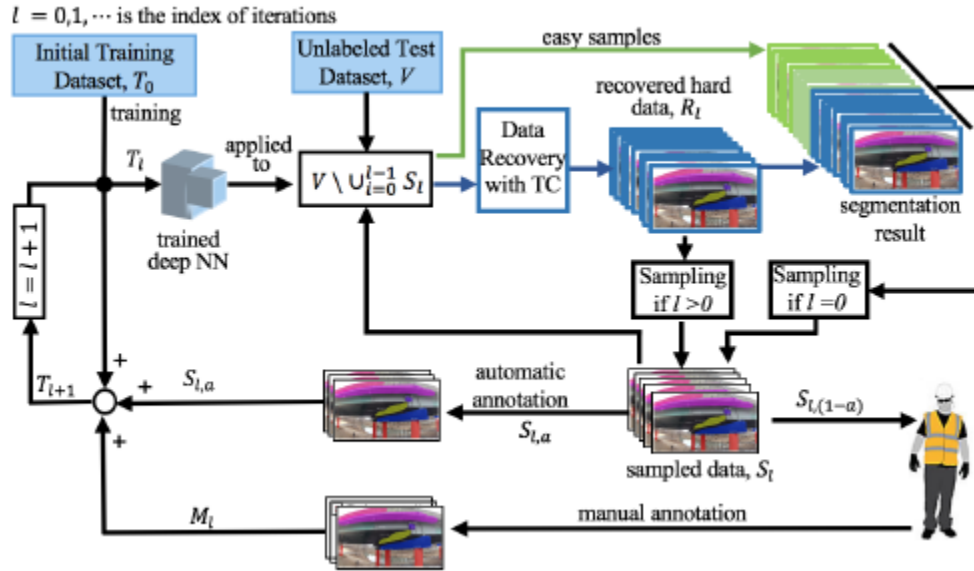 l = 0,1, ⋯ is the index of iterations
Initial Training
Dataset, T₀
Unlabeled Test
Dataset, V
easy samples
training
recovered hard
data, Rₗ
Tₗ
applied
to
V \ ∪ᵢ₌₀ˡ⁻¹ Sₗ
Data
Recovery
with TC
segmentation
result
trained
deep NN
l = l + 1
Sampling
if l >0
Sampling
if l =0
Tₗ₊₁
+
+
+
Sₗ,ₐ
automatic
annotation
Sₗ,ₐ
Sₗ,₍₁₋ₐ₎
sampled data, Sₗ
Mₗ
manual annotation